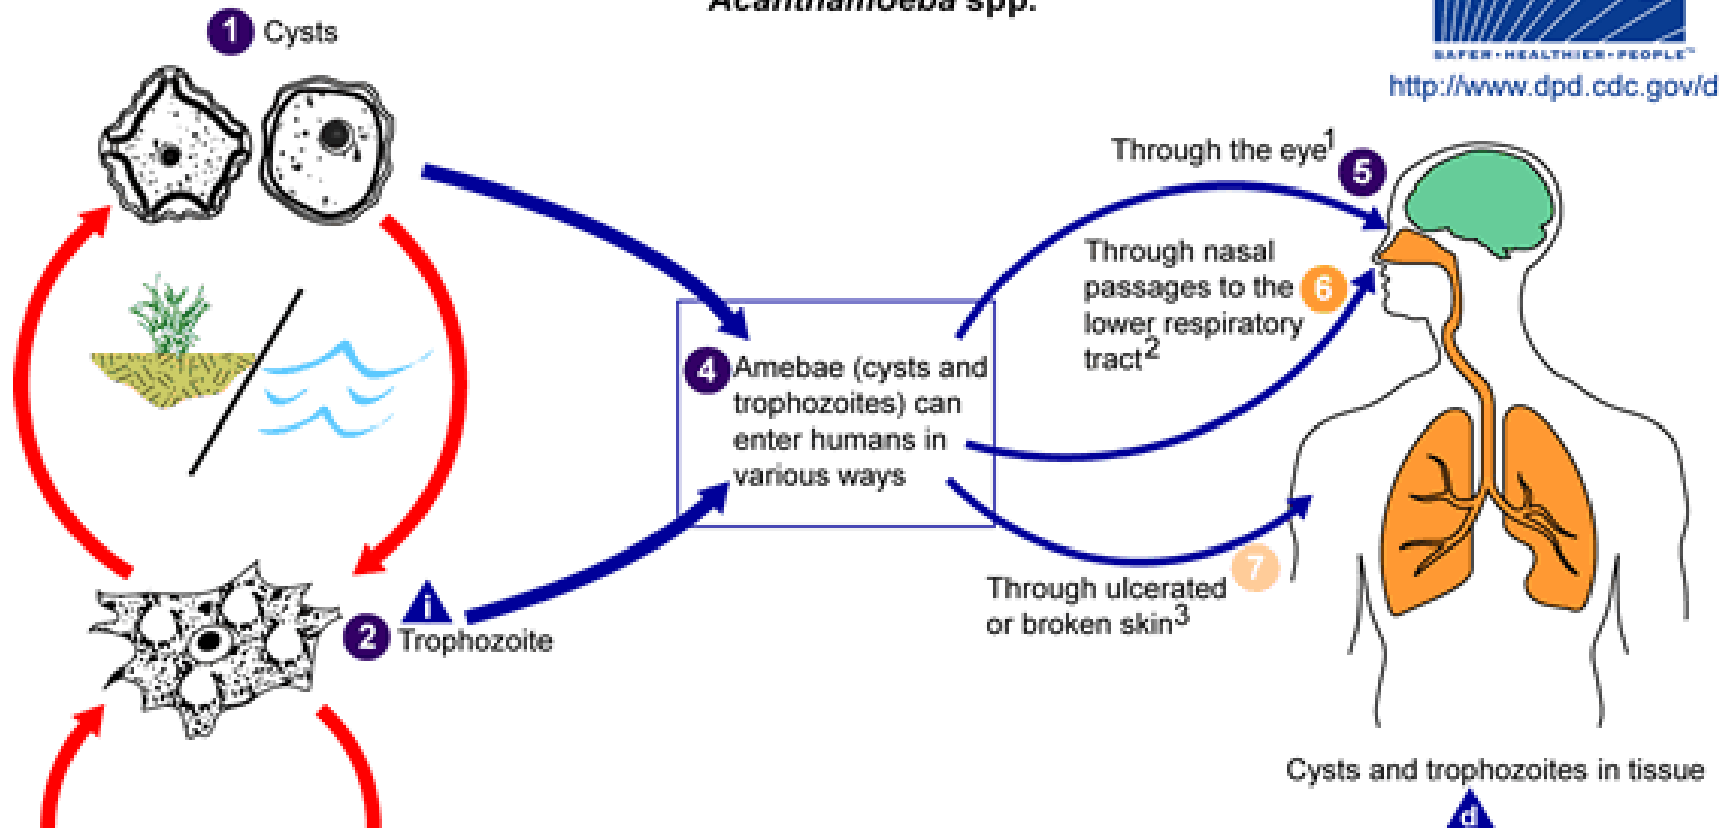 Acanthamoeba spp.
1 Cysts
SAFER•HEALTHIER•PEOPLE™
http://www.dpd.cdc.gov/d
Through the eye1
5
Through nasal
passages to the 6
lower respiratory
tract2
4 Amebae (cysts and
trophozoites) can
enter humans in
various ways
7
Through ulcerated
or broken skin3
i
2 Trophozoite
Cysts and trophozoites in tissue
d